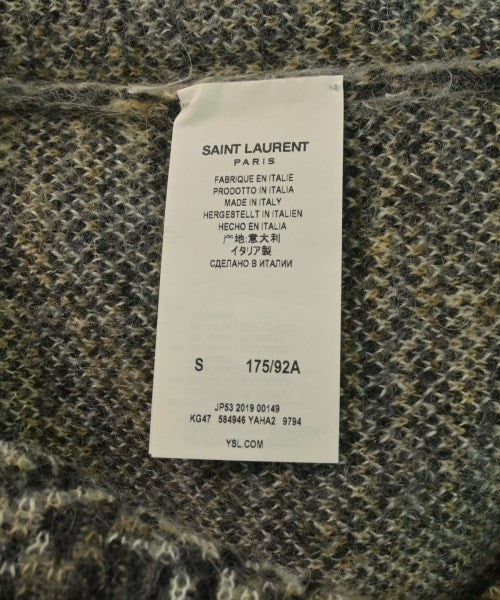 SAINT LAURENT
PARIS
FABRIQUE EN ITALIE
PRODOTTO IN ITALIA
MADE IN ITALY
HERGESTELLT IN ITALIEN
HECHO EN ITALIA
产地:意大利
イタリア製
СДЕЛАНО В ИТАЛИИ
S 175/92A
JP53 2019 00149
KG47 584946 YAHA2 9794
YSL.COM